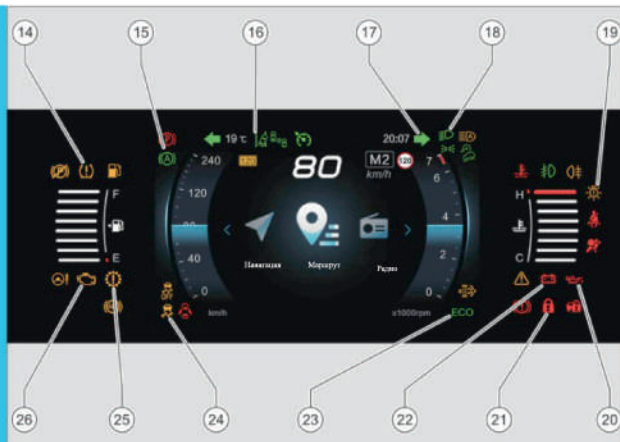 14 15 16 17 18 19
19 °C 20:07
240 80 M2 120 7
F km/h 6 H
120
80 4
Навигация Маршрут Радио
E 40 2 C
0 0
km/h x1000rpm ECO
26 25 24 23 22 21 20